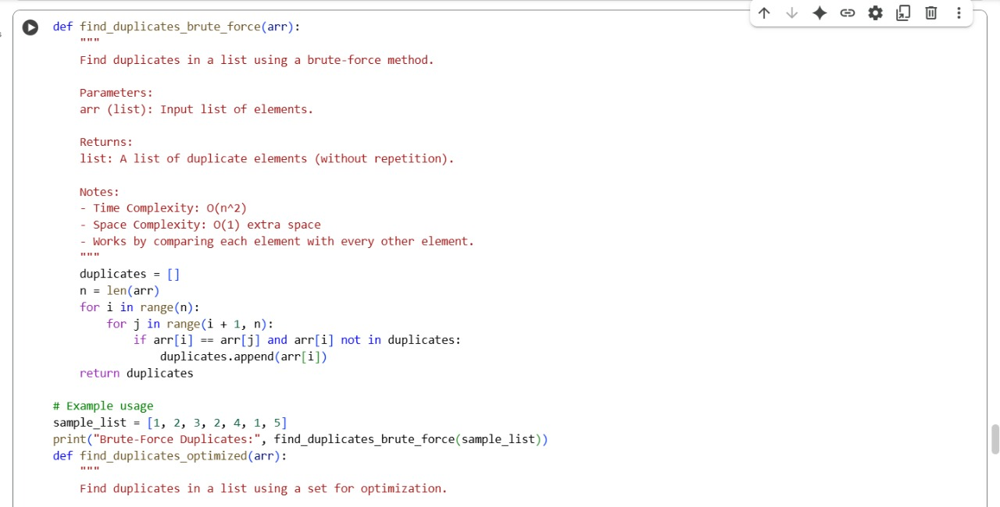 def find_duplicates_brute_force(arr):
    """
    Find duplicates in a list using a brute-force method.

    Parameters:
    arr (list): Input list of elements.

    Returns:
    list: A list of duplicate elements (without repetition).

    Notes:
    - Time Complexity: O(n^2)
    - Space Complexity: O(1) extra space
    - Works by comparing each element with every other element.
    """
    duplicates = []
    n = len(arr)
    for i in range(n):
        for j in range(i + 1, n):
            if arr[i] == arr[j] and arr[i] not in duplicates:
                duplicates.append(arr[i])
    return duplicates

# Example usage
sample_list = [1, 2, 3, 2, 4, 1, 5]
print("Brute-Force Duplicates:", find_duplicates_brute_force(sample_list))
def find_duplicates_optimized(arr):
    """
    Find duplicates in a list using a set for optimization.